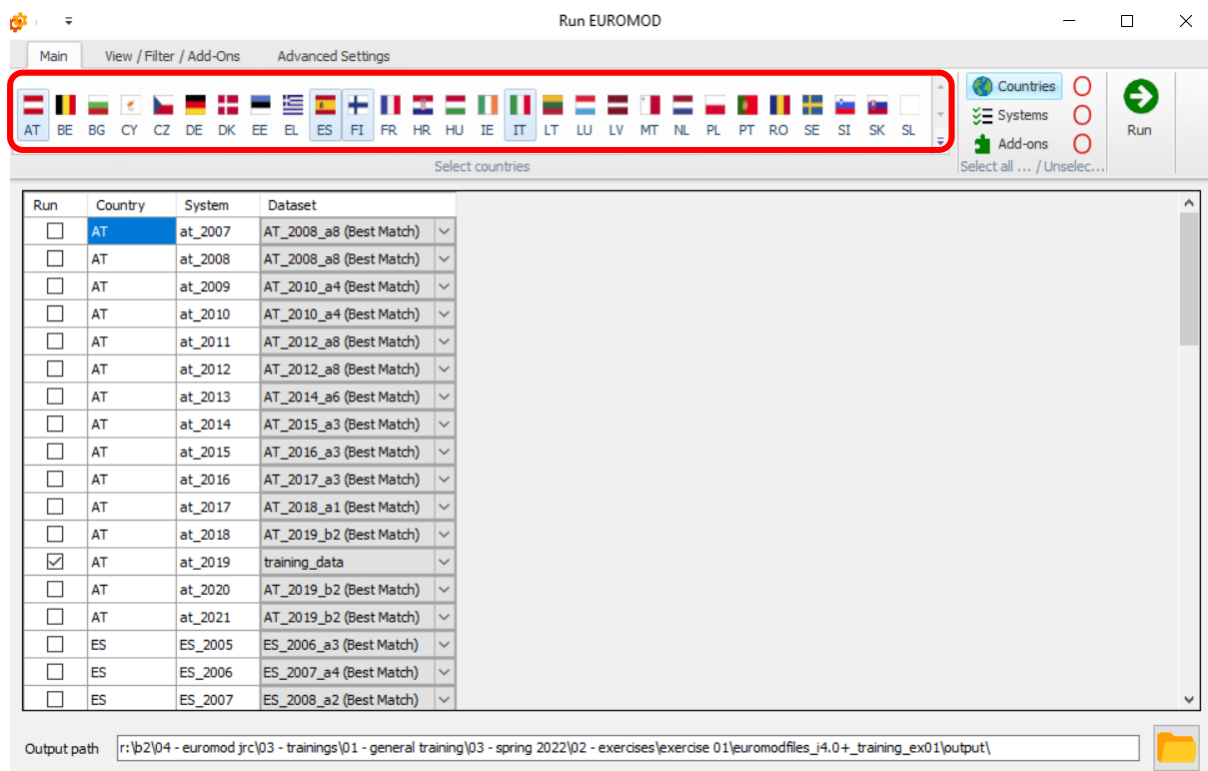 Run EUROMOD
Main View / Filter / Add-Ons Advanced Settings
AT BE BG CY CZ DE DK EE EL ES FI FR HR HU IE IT LT LU LV MT NL PL PT RO SE SI SK SL
Select countries
Countries
Systems
Add-ons
Select all ... / Unselec...
Run
Run Country System Dataset
AT at_2007 AT_2008_a8 (Best Match)
AT at_2008 AT_2008_a8 (Best Match)
AT at_2009 AT_2010_a4 (Best Match)
AT at_2010 AT_2010_a4 (Best Match)
AT at_2011 AT_2012_a8 (Best Match)
AT at_2012 AT_2012_a8 (Best Match)
AT at_2013 AT_2014_a6 (Best Match)
AT at_2014 AT_2015_a3 (Best Match)
AT at_2015 AT_2016_a3 (Best Match)
AT at_2016 AT_2017_a3 (Best Match)
AT at_2017 AT_2018_a1 (Best Match)
AT at_2018 AT_2019_b2 (Best Match)
AT at_2019 training_data
AT at_2020 AT_2019_b2 (Best Match)
AT at_2021 AT_2019_b2 (Best Match)
ES ES_2005 ES_2006_a3 (Best Match)
ES ES_2006 ES_2007_a4 (Best Match)
ES ES_2007 ES_2008_a2 (Best Match)
Output path r:\b2\04 - euromod jrc\03 - trainings\01 - general training\03 - spring 2022\02 - exercises\exercise 01\euromodfiles_i4.0+_training_ex01\output\